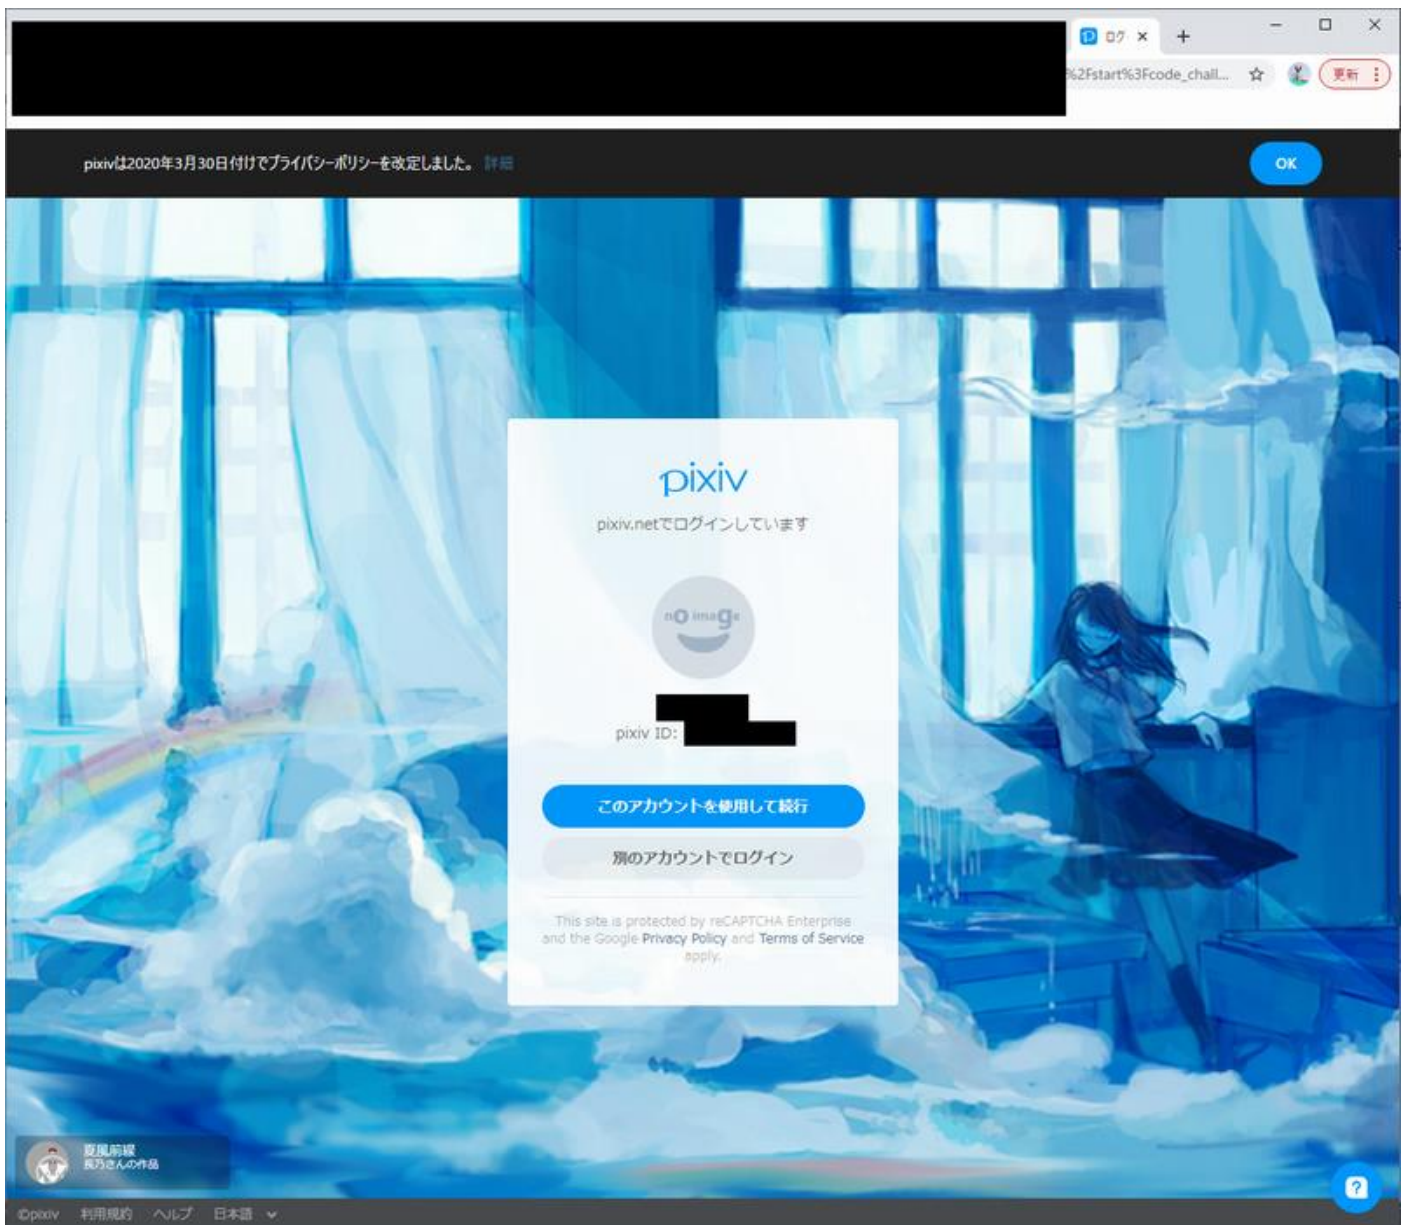 ログ
%2Fstart%3Fcode_chall...
更新
pixivは2020年3月30日付けでプライバシーポリシーを改定しました。 詳細
OK
pixiv
pixiv.netでログインしています
no image
pixiv ID:
このアカウントを使用して続行
別のアカウントでログイン
This site is protected by reCAPTCHA Enterprise
and the Google Privacy Policy and Terms of Service
apply.
夏風前線
長乃さんの作品
©pixiv 利用規約 ヘルプ 日本語